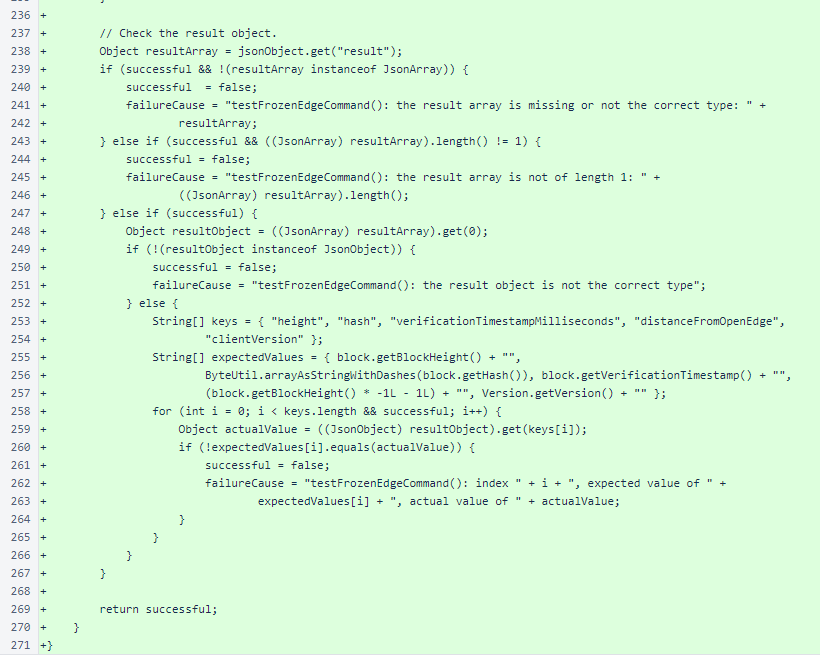 236 +
237 +        // Check the result object.
238 +        Object resultArray = jsonObject.get("result");
239 +        if (successful && !(resultArray instanceof JsonArray)) {
240 +            successful  = false;
241 +            failureCause = "testFrozenEdgeCommand(): the result array is missing or not the correct type: " +
242 +                    resultArray;
243 +        } else if (successful && ((JsonArray) resultArray).length() != 1) {
244 +            successful = false;
245 +            failureCause = "testFrozenEdgeCommand(): the result array is not of length 1: " +
246 +                    ((JsonArray) resultArray).length();
247 +        } else if (successful) {
248 +            Object resultObject = ((JsonArray) resultArray).get(0);
249 +            if (!(resultObject instanceof JsonObject)) {
250 +                successful = false;
251 +                failureCause = "testFrozenEdgeCommand(): the result object is not the correct type";
252 +            } else {
253 +                String[] keys = { "height", "hash", "verificationTimestampMilliseconds", "distanceFromOpenEdge",
254 +                        "clientVersion" };
255 +                String[] expectedValues = { block.getBlockHeight() + "",
256 +                        ByteUtil.arrayAsStringWithDashes(block.getHash()), block.getVerificationTimestamp() + "",
257 +                        (block.getBlockHeight() * -1L - 1L) + "", Version.getVersion() + "" };
258 +                for (int i = 0; i < keys.length && successful; i++) {
259 +                    Object actualValue = ((JsonObject) resultObject).get(keys[i]);
260 +                    if (!expectedValues[i].equals(actualValue)) {
261 +                        successful = false;
262 +                        failureCause = "testFrozenEdgeCommand(): index " + i + ", expected value of " +
263 +                                expectedValues[i] + ", actual value of " + actualValue;
264 +                    }
265 +                }
266 +            }
267 +        }
268 +
269 +        return successful;
270 +    }
271 +}